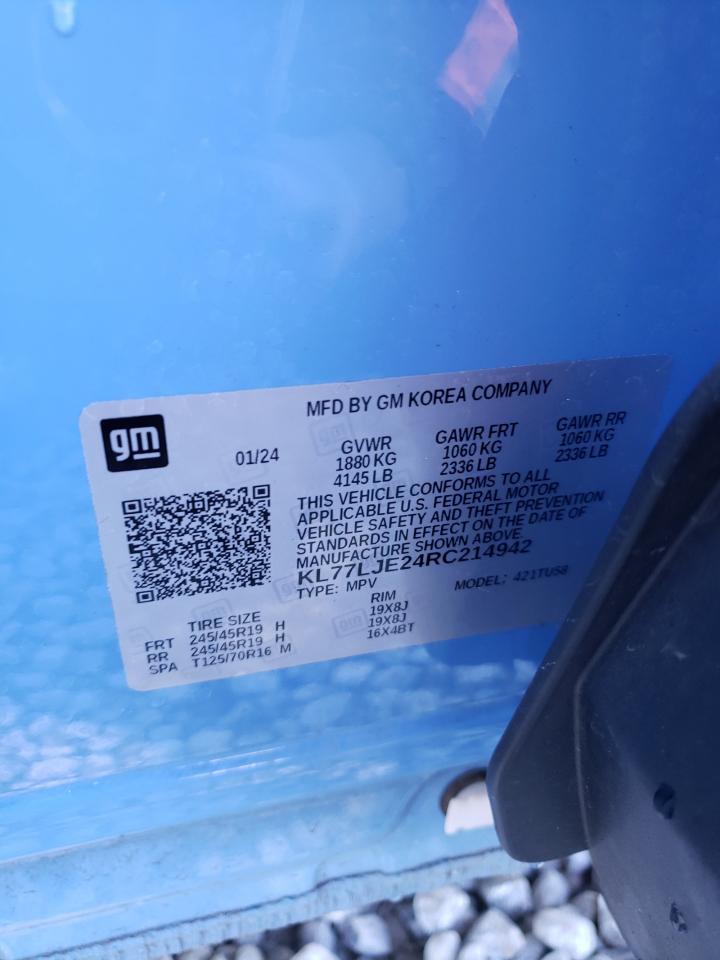 gm
MFD BY GM KOREA COMPANY
01/24
GVWR
1880 KG
4145 LB
GAWR FRT
1060 KG
2336 LB
GAWR RR
1060 KG
2336 LB
THIS VEHICLE CONFORMS TO ALL
APPLICABLE U.S. FEDERAL MOTOR
VEHICLE SAFETY AND THEFT PREVENTION
STANDARDS IN EFFECT ON THE DATE OF
MANUFACTURE SHOWN ABOVE.
KL77LJE24RC214942
TYPE: MPV
MODEL: 421TU58
TIRE SIZE RIM
FRT 245/45R19 H 19X8J
RR 245/45R19 H 19X8J
SPA T125/70R16 M 16X4BT